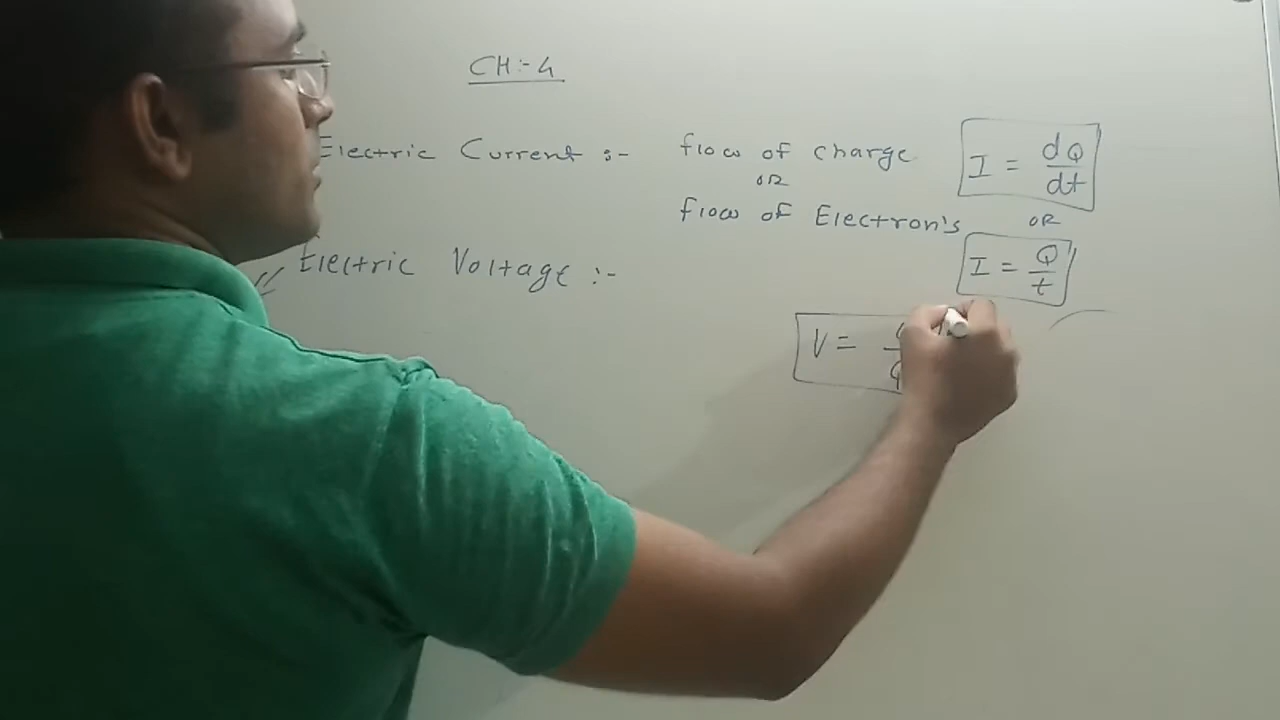 CH:- 4
Electric Current :- flow of charge I = dQ/dt
OR
flow of Electron's OR
I = Q/t
Electric Voltage :-
V =